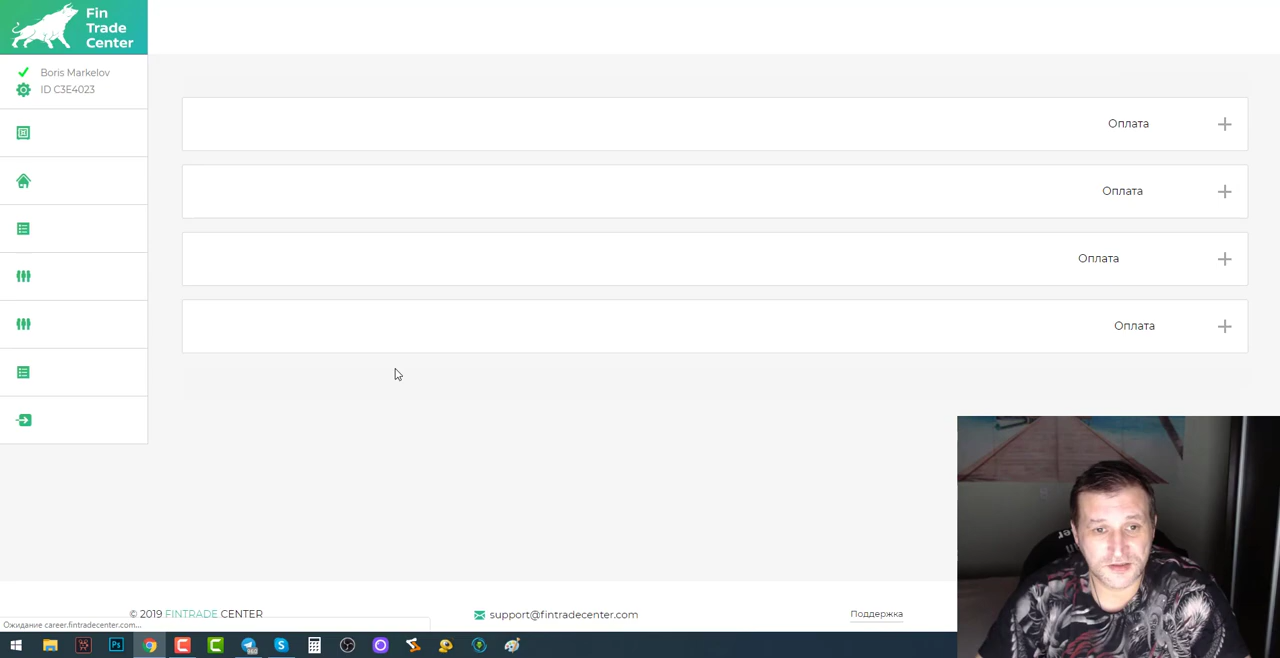 Fin
Trade
Center
Boris Markelov
ID C3E4023
Оплата
Оплата
Оплата
Оплата
© 2019 FINTRADE CENTER
support@fintradecenter.com
Поддержка
Ожидание career.fintradecenter.com...
Ps